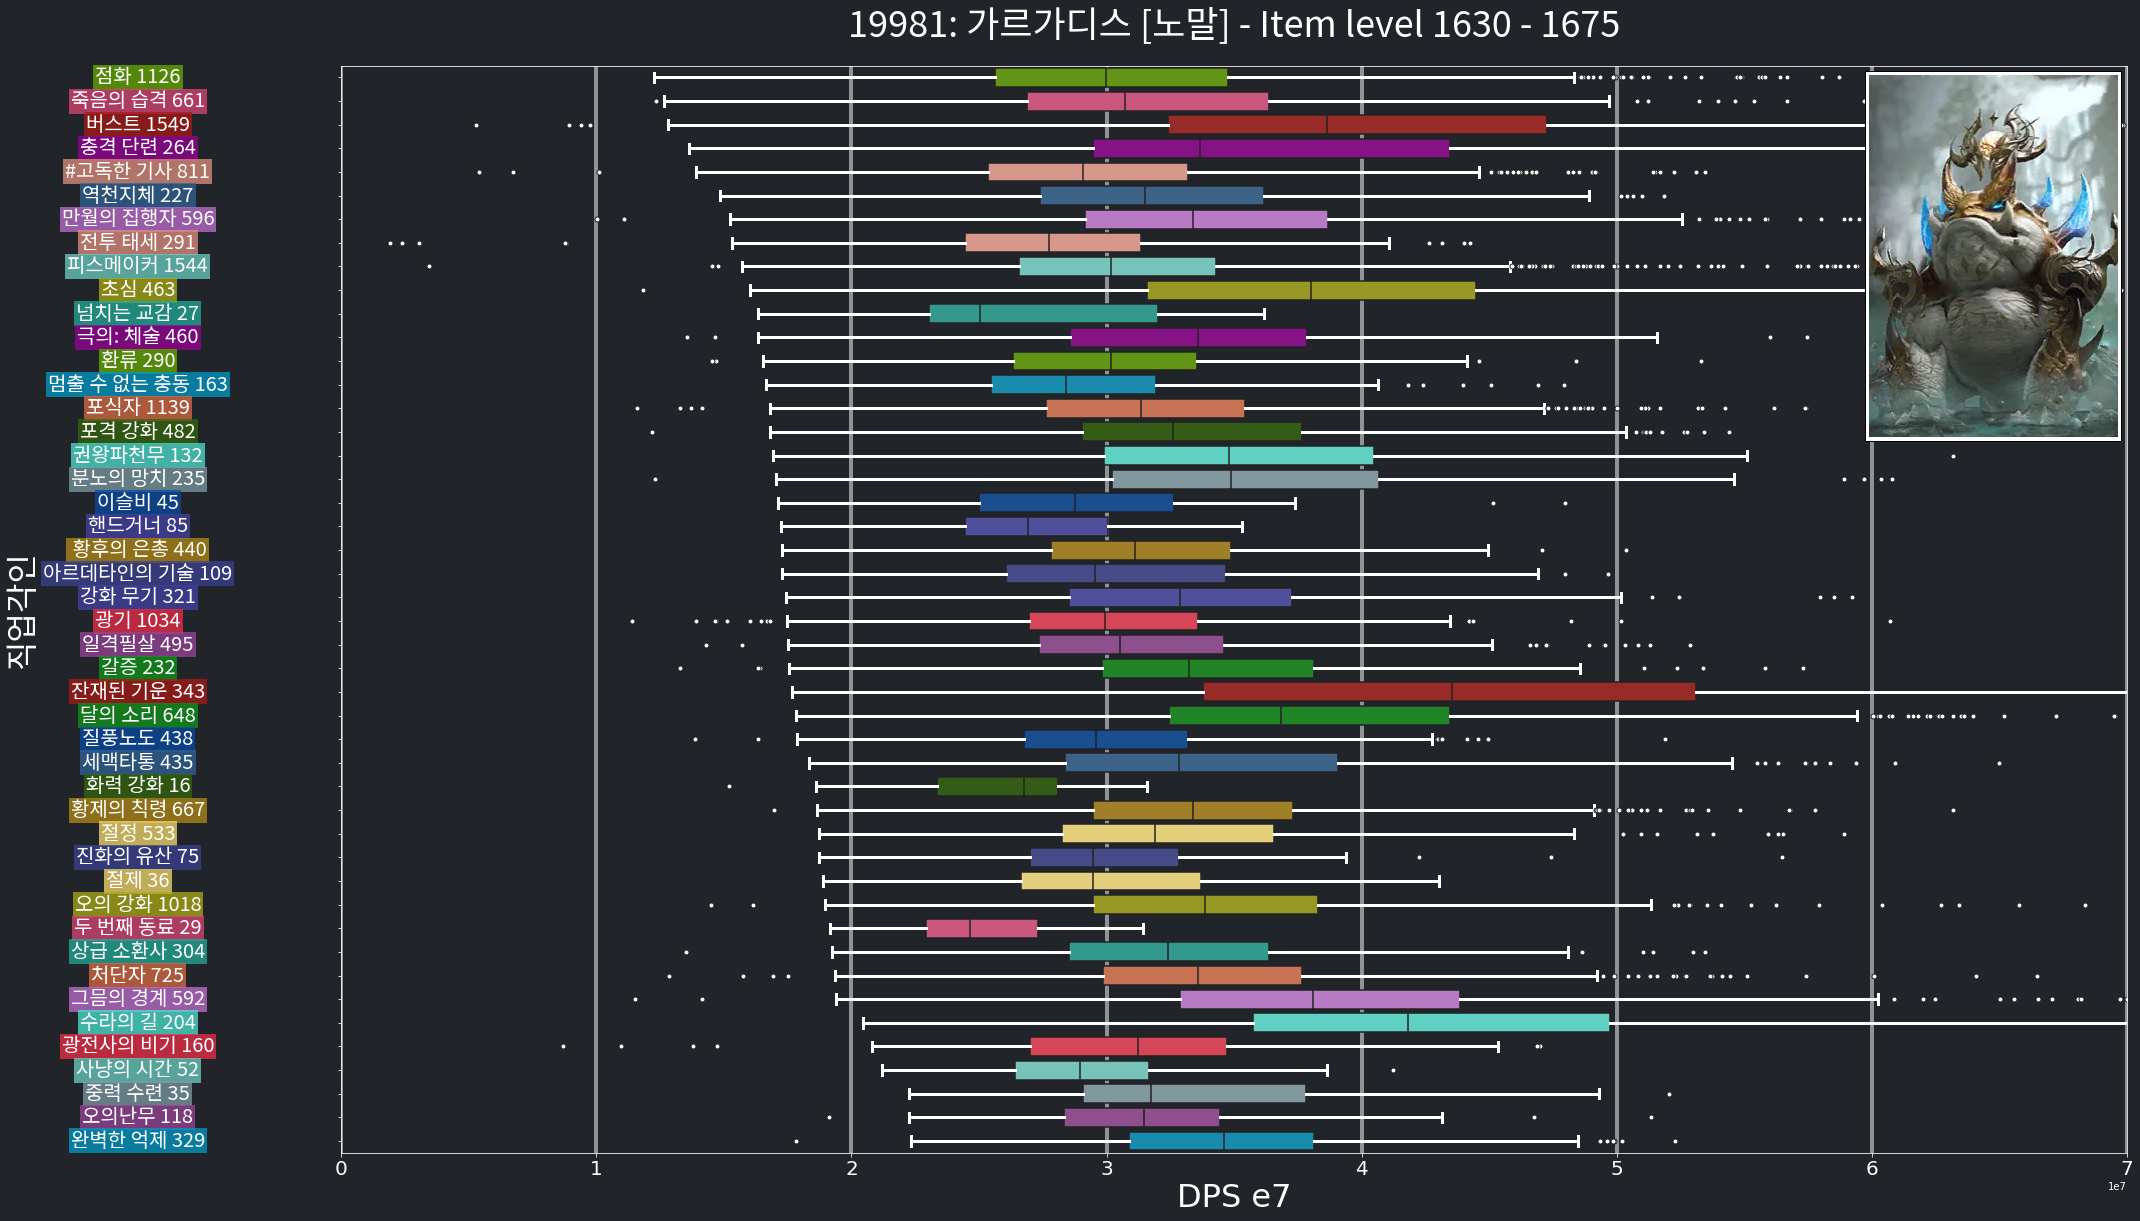 19981: 가르가디스 [노말] - Item level 1630 - 1675
점화 1126
죽음의 습격 661
버스트 1549
충격 단련 264
#고독한 기사 811
역천지체 227
만월의 집행자 596
전투 태세 291
피스메이커 1544
초심 463
넘치는 교감 27
극의: 체술 460
환류 290
멈출 수 없는 충동 163
포식자 1139
포격 강화 482
권왕파천무 132
분노의 망치 235
이슬비 45
핸드거너 85
황후의 은총 440
아르데타인의 기술 109
강화 무기 321
광기 1034
일격필살 495
갈증 232
잔재된 기운 343
달의 소리 648
질풍노도 438
세맥타통 435
화력 강화 16
황제의 칙령 667
절정 533
진화의 유산 75
절제 36
오의 강화 1018
두 번째 동료 29
상급 소환사 304
처단자 725
그믐의 경계 592
수라의 길 204
광전사의 비기 160
사냥의 시간 52
중력 수련 35
오의난무 118
완벽한 억제 329
직업각인
0 1 2 3 4 5 6 7
1e7
DPS e7